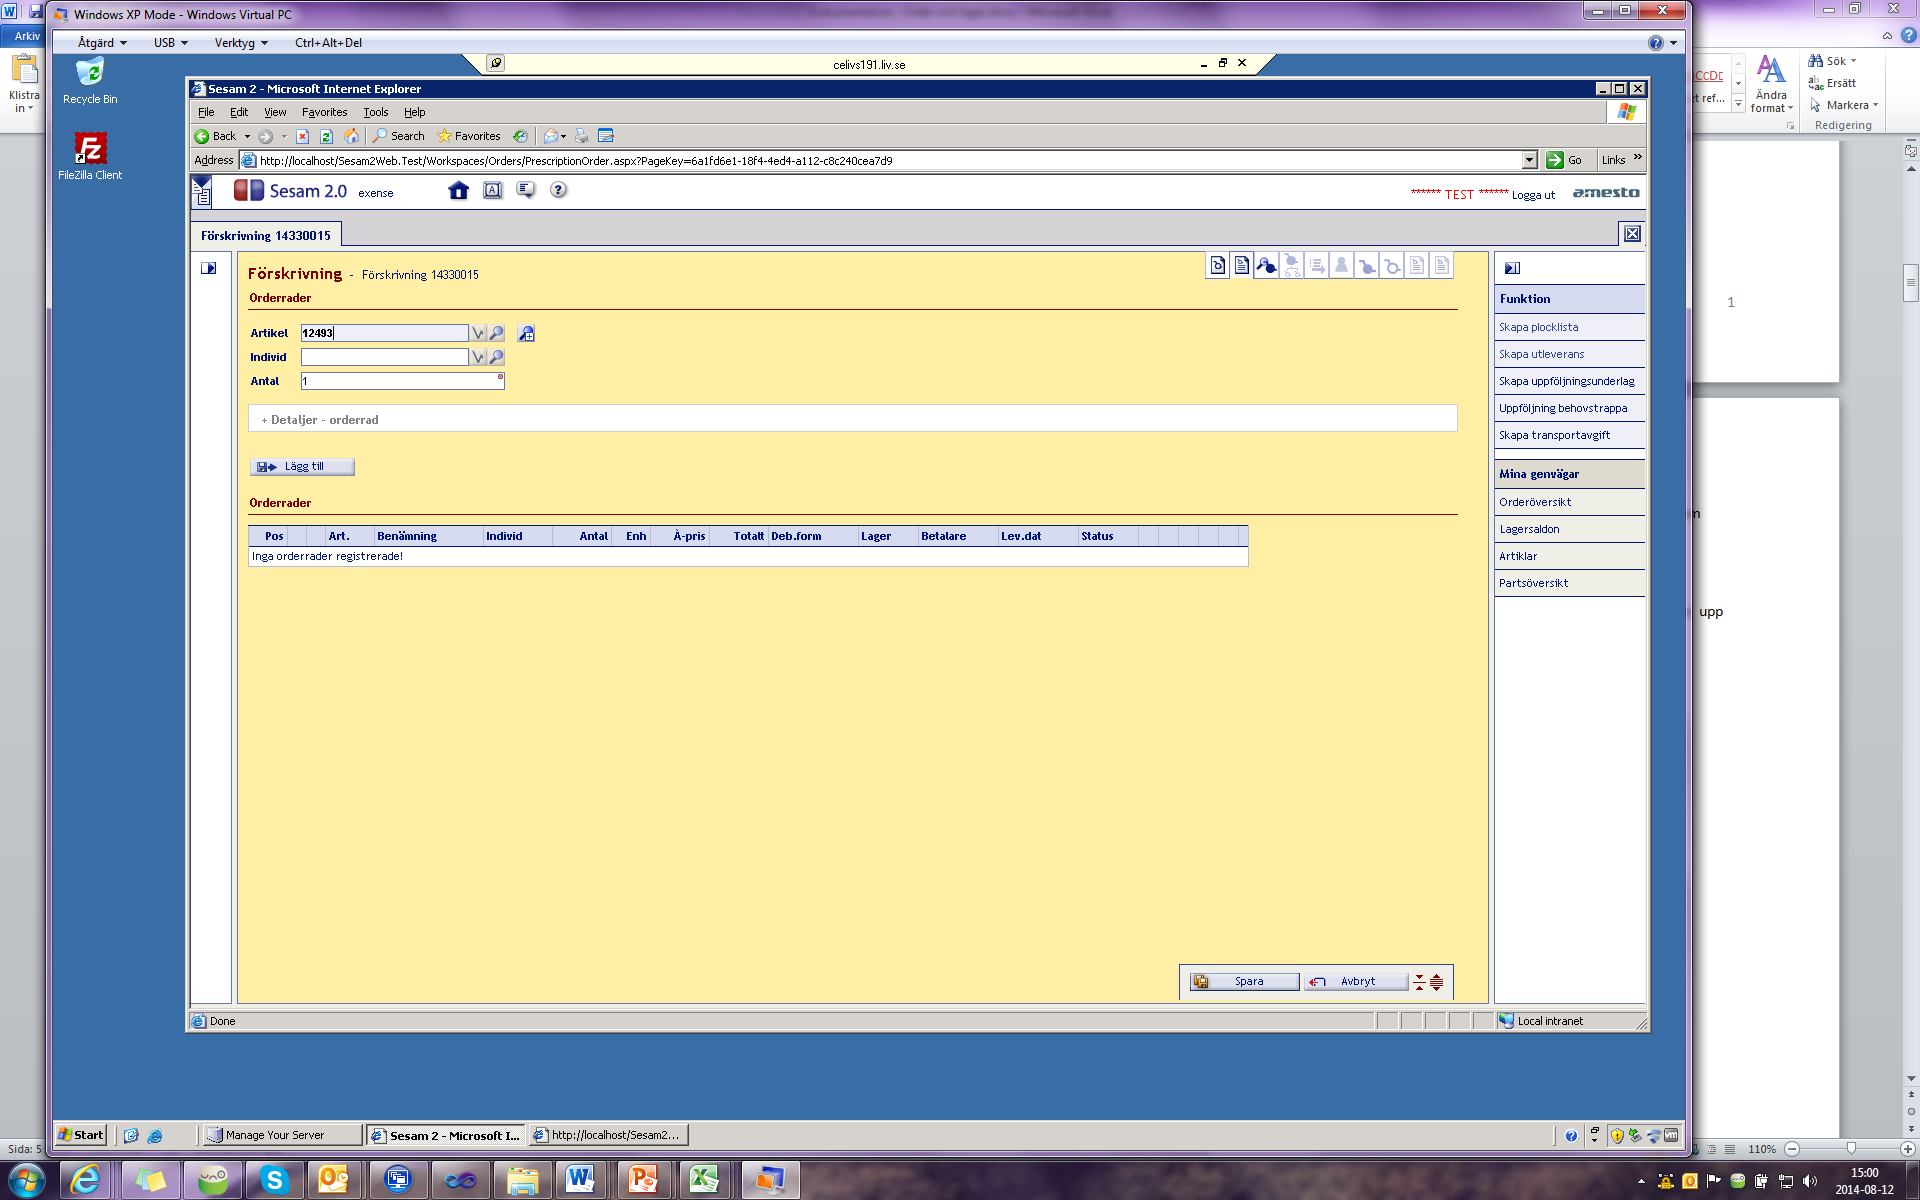 Windows XP Mode - Windows Virtual PC
Arkiv
Åtgärd USB Verktyg Ctrl+Alt+Del
Klistra
in
Sök
Ersätt
Markera
Redigering
Ändra
format
et ref...
celivs191.liv.se
Recycle Bin
FileZilla Client
Sesam 2 - Microsoft Internet Explorer
File Edit View Favorites Tools Help
Back Search Favorites
Address http://localhost/Sesam2Web.Test/Workspaces/Orders/PrescriptionOrder.aspx?PageKey=6a1fd6e1-18f4-4ed4-a112-c8c240cea7d9 Go Links »
Sesam 2.0 exense ****** TEST ****** Logga ut amesto
Förskrivning 14330015
Förskrivning - Förskrivning 14330015
Orderrader
Artikel 12493
Individ
Antal 1
+ Detaljer - orderrad
Lägg till
Orderrader
Pos Art. Benämning Individ Antal Enh À-pris Totalt Deb.form Lager Betalare Lev.dat Status
Inga orderrader registrerade!
Spara Avbryt
Funktion
Skapa plocklista
Skapa utleverans
Skapa uppföljningsunderlag
Uppföljning behovstrappa
Skapa transportavgift
Mina genvägar
Orderöversikt
Lagersaldon
Artiklar
Partsöversikt
1
m
upp
Done Local intranet
Start Manage Your Server Sesam 2 - Microsoft I... http://localhost/Sesam2...
Sida: 5
110%
15:00
2014-08-12